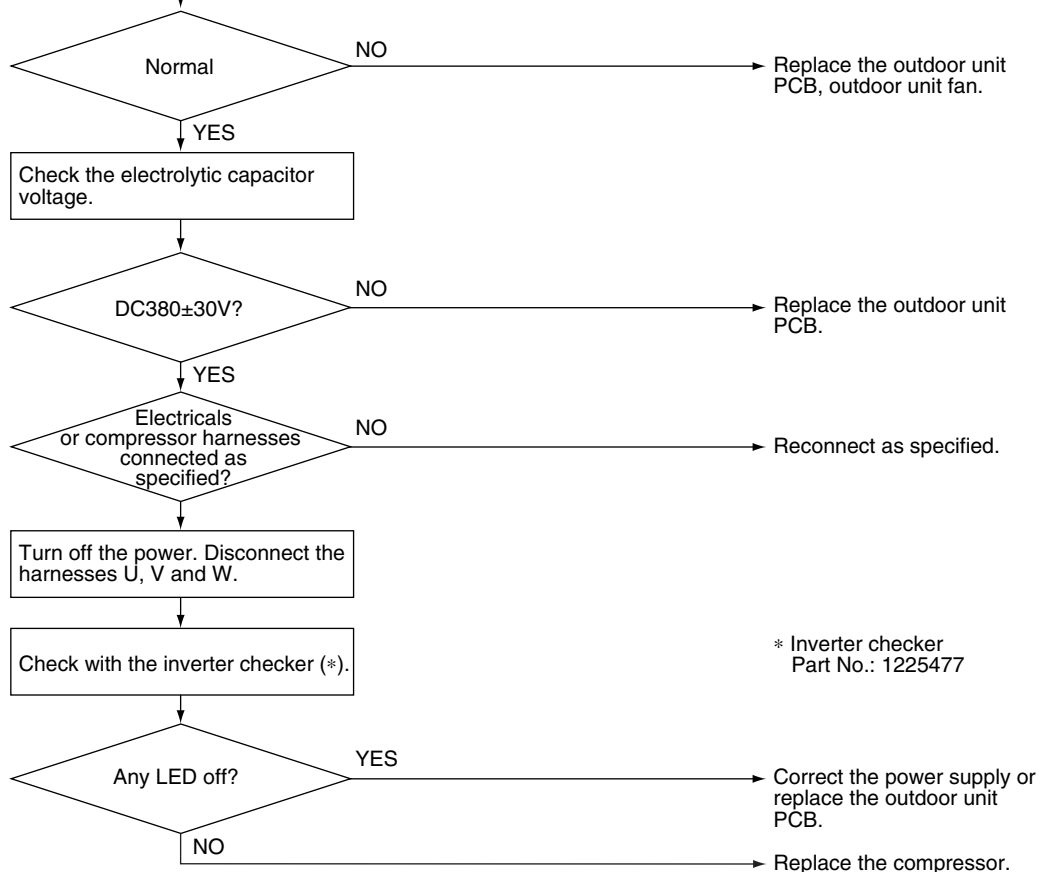 NO
Normal
Replace the outdoor unit
PCB, outdoor unit fan.
YES
Check the electrolytic capacitor
voltage.
NO
DC380±30V?
Replace the outdoor unit
PCB.
YES
Electricals
or compressor harnesses
connected as
specified?
NO
Reconnect as specified.
Turn off the power. Disconnect the
harnesses U, V and W.
Check with the inverter checker (*).
* Inverter checker
Part No.: 1225477
YES
Any LED off?
Correct the power supply or
replace the outdoor unit
PCB.
NO
Replace the compressor.